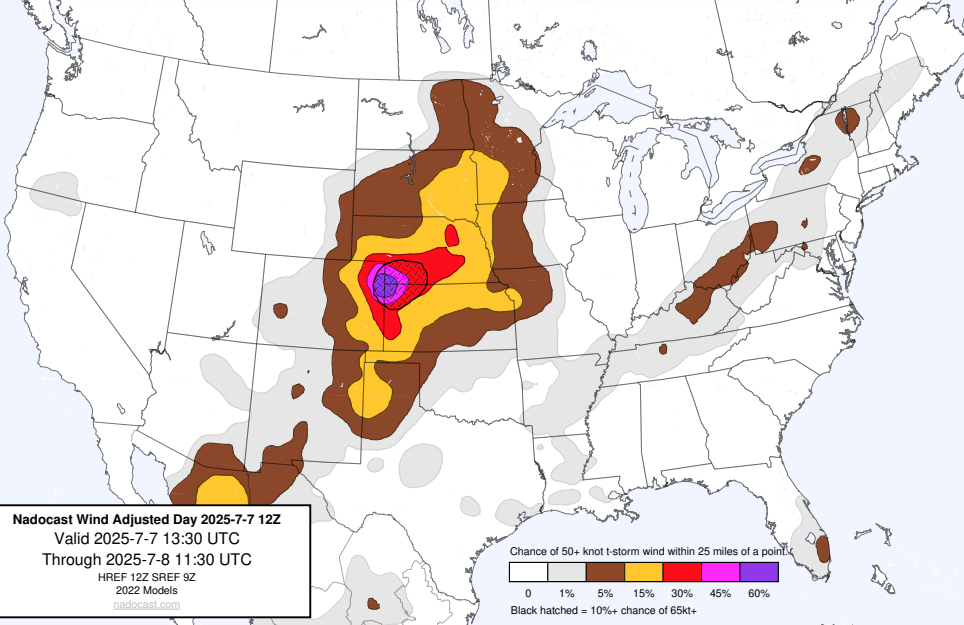 Nadocast Wind Adjusted Day 2025-7-7 12Z
Valid 2025-7-7 13:30 UTC
Through 2025-7-8 11:30 UTC
HREF 12Z SREF 9Z
2022 Models
nadocast.com
Chance of 50+ knot t-storm wind within 25 miles of a point.
0 1% 5% 15% 30% 45% 60%
Black hatched = 10%+ chance of 65kt+